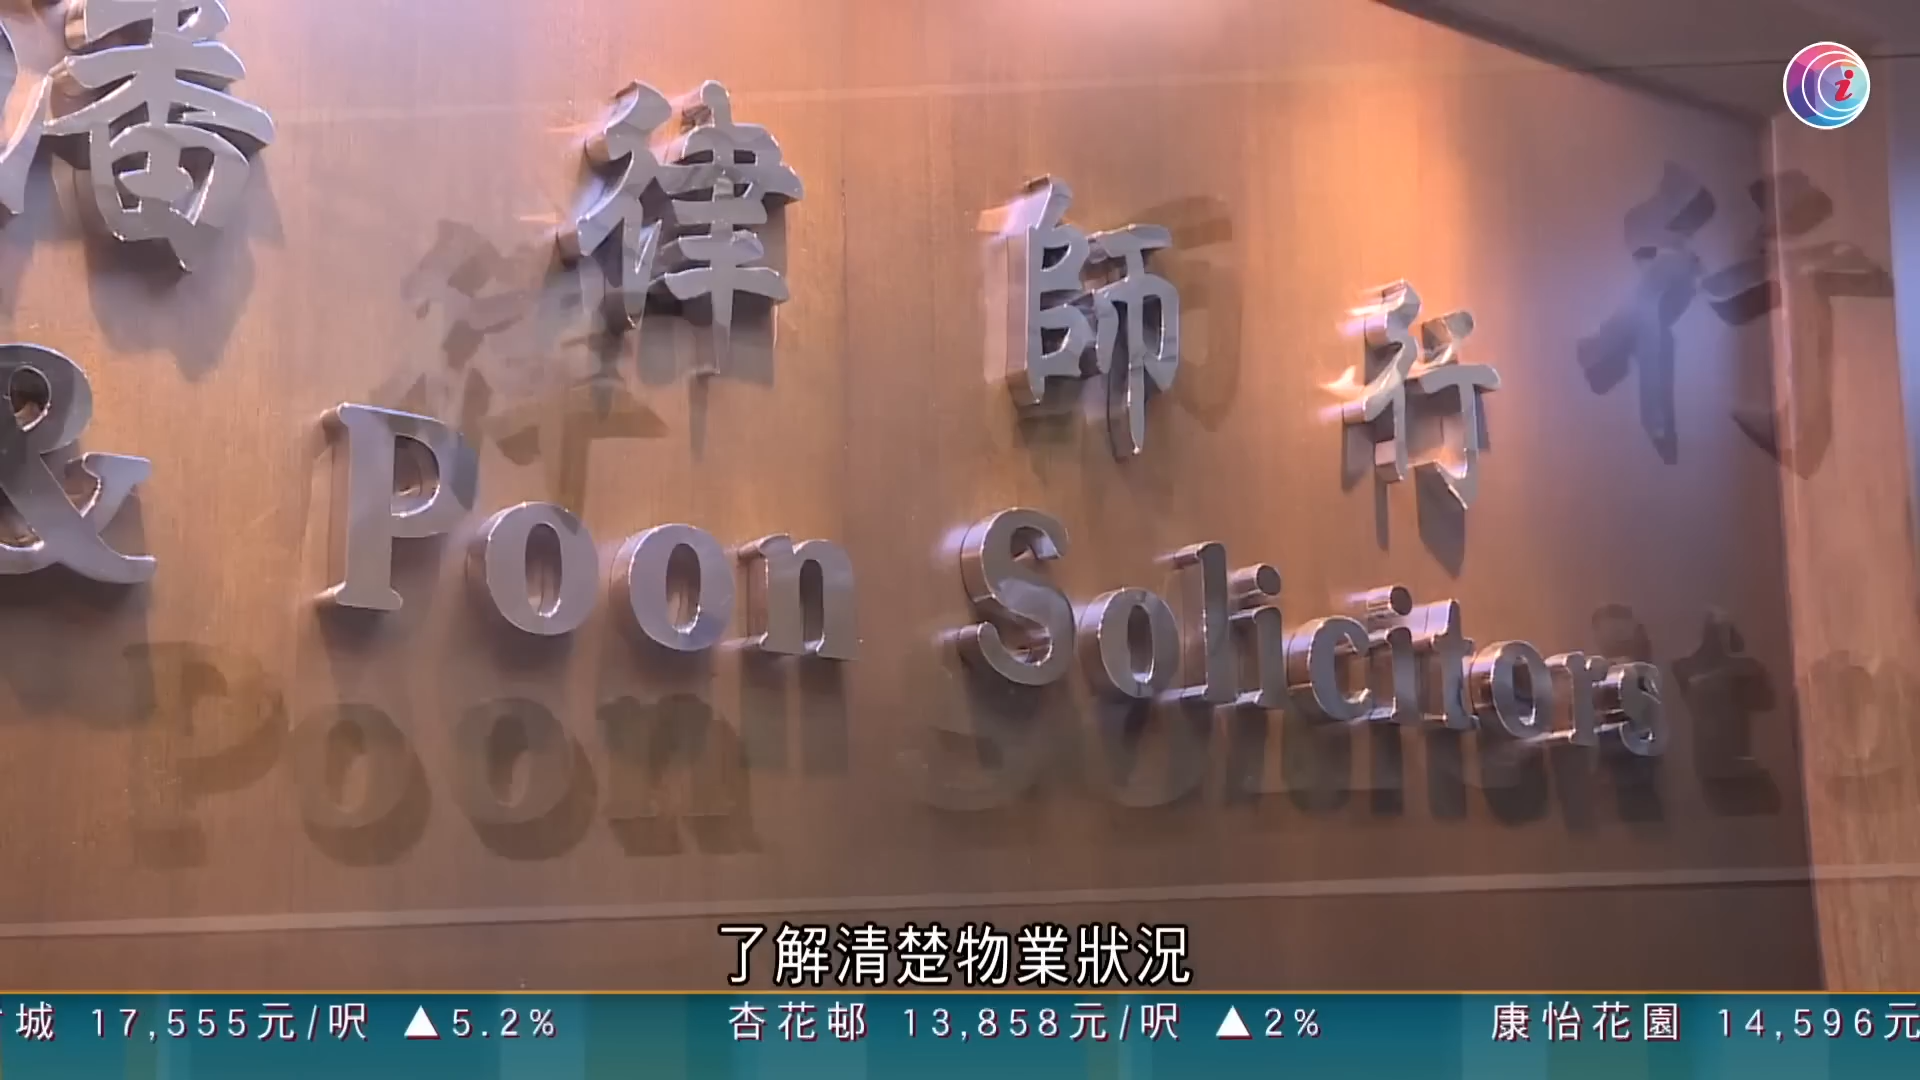 潘律師行
& Poon Solicitors
了解清楚物業狀況
城 17,555元/呎 ▲5.2% 杏花邨 13,858元/呎 ▲2% 康怡花園 14,596元